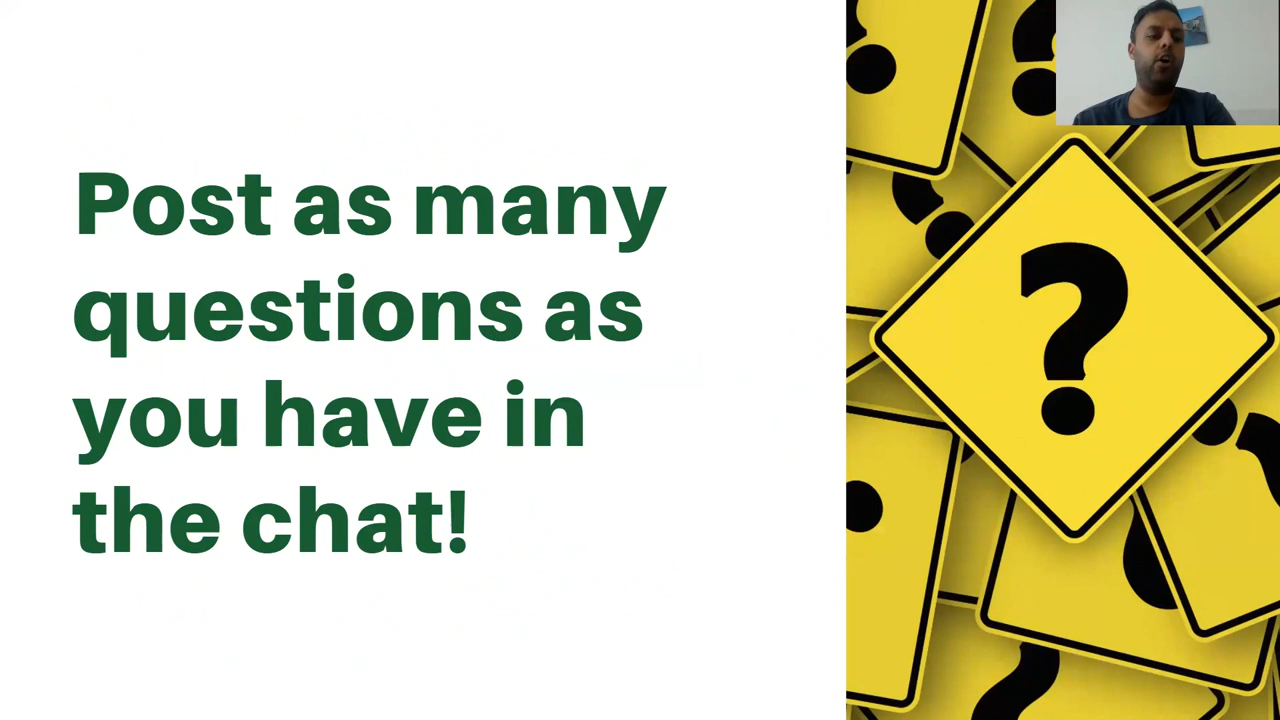 Post as many
questions as
you have in
the chat!
?